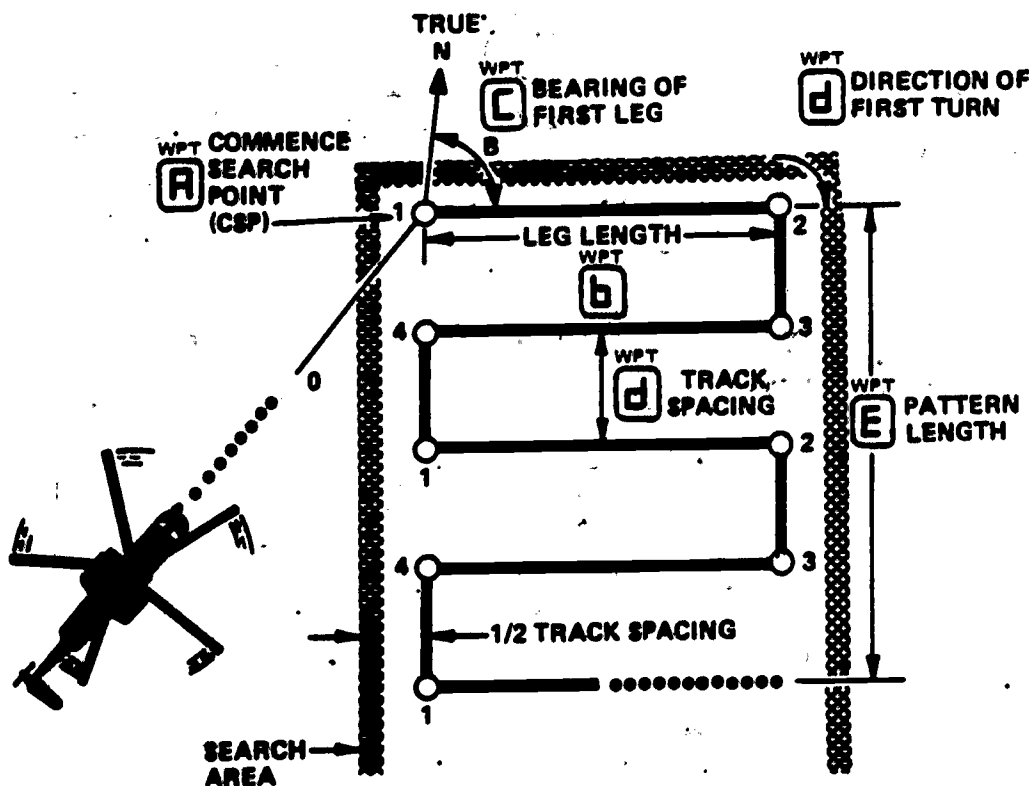 TRUE
N
WPT
C
BEARING OF
FIRST LEG
WPT
d
DIRECTION OF
FIRST TURN
B
WPT
A
COMMENCE
SEARCH
POINT
(CSP)
1
2
LEG LENGTH
WPT
b
4
3
0
WPT
d
TRACK
SPACING
WPT
E
PATTERN
LENGTH
1
2
4
3
1/2 TRACK SPACING
1
SEARCH
AREA